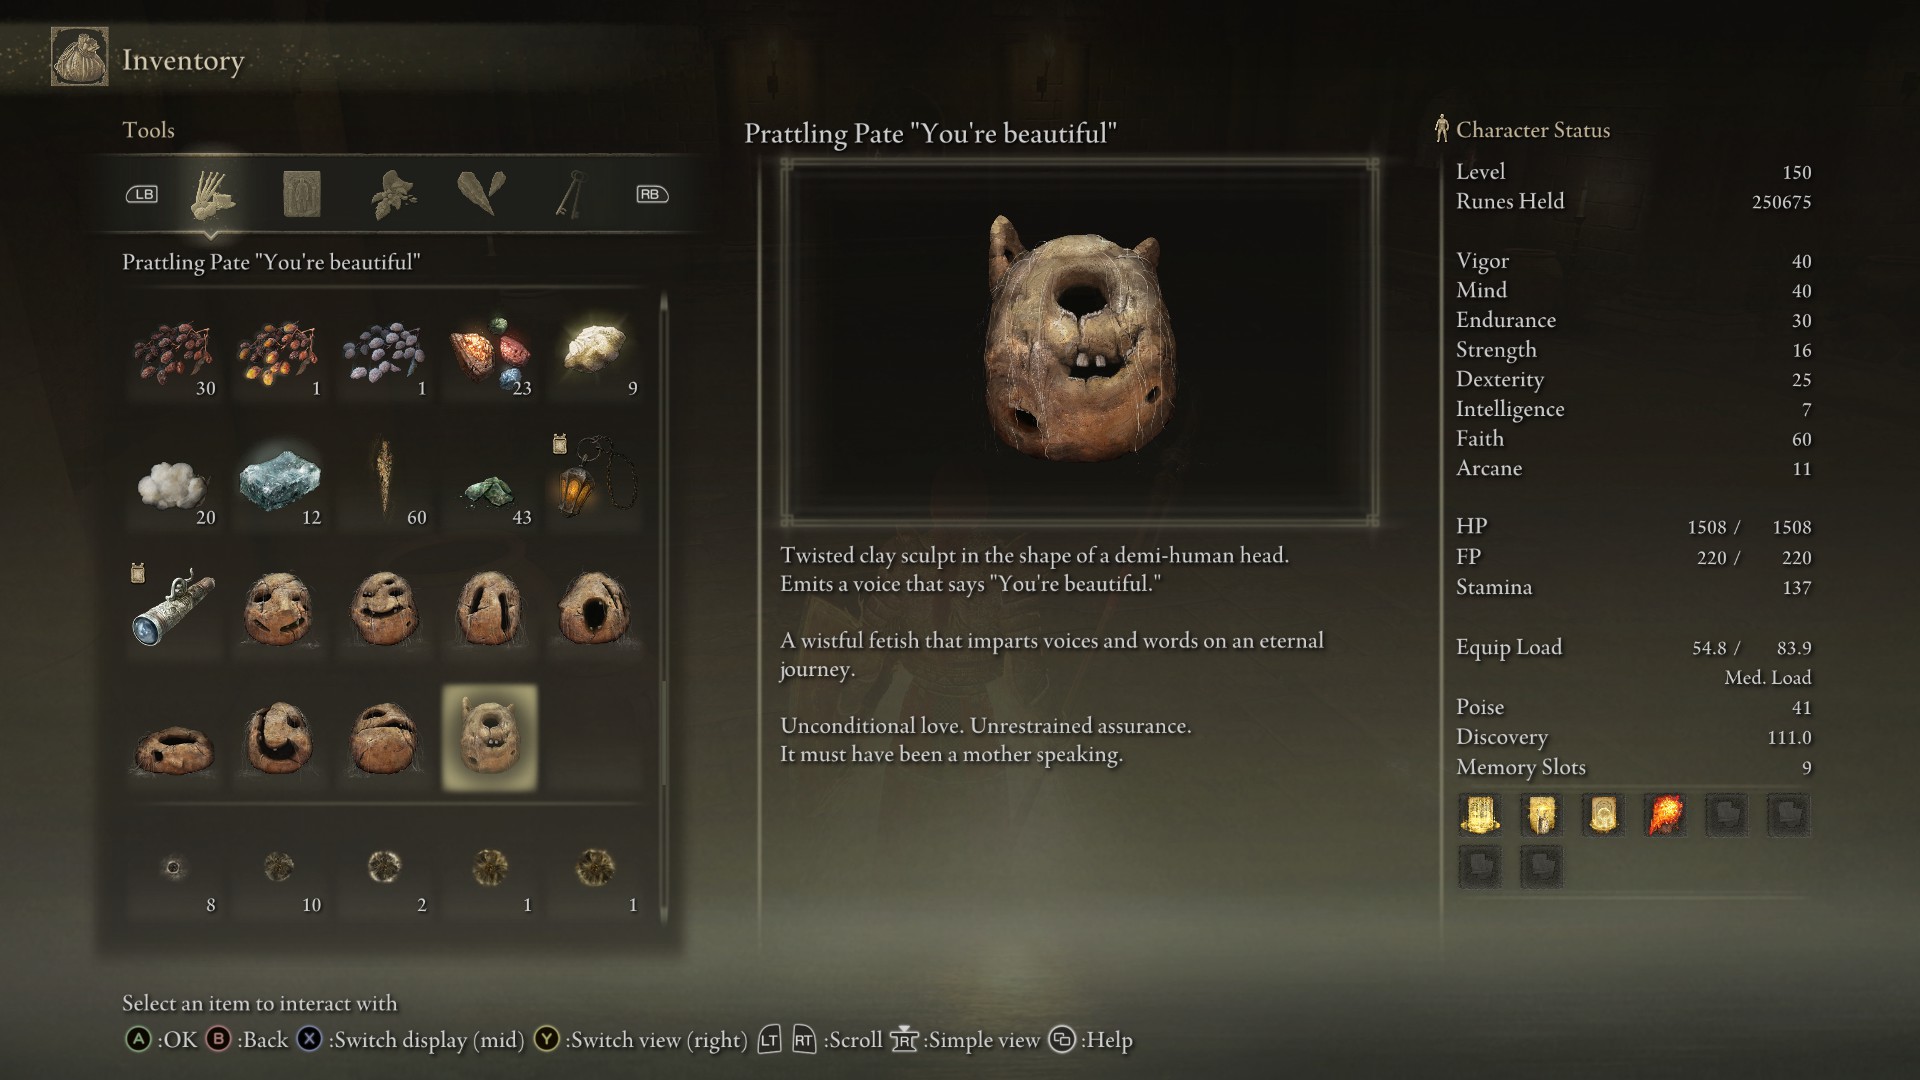 Inventory
Tools
LB
RB
Prattling Pate "You're beautiful"
30
1
1
23
9
20
12
60
43
8
10
2
1
1
Prattling Pate "You're beautiful"
Twisted clay sculpt in the shape of a demi-human head.
Emits a voice that says "You're beautiful."
A wistful fetish that imparts voices and words on an eternal
journey.
Unconditional love. Unrestrained assurance.
It must have been a mother speaking.
Character Status
Level 150
Runes Held 250675
Vigor 40
Mind 40
Endurance 30
Strength 16
Dexterity 25
Intelligence 7
Faith 60
Arcane 11
HP 1508 / 1508
FP 220 / 220
Stamina 137
Equip Load 54.8 / 83.9
Med. Load
Poise 41
Discovery 111.0
Memory Slots 9
Select an item to interact with
A :OK B :Back X :Switch display (mid) Y :Switch view (right) LT RT :Scroll R :Simple view :Help